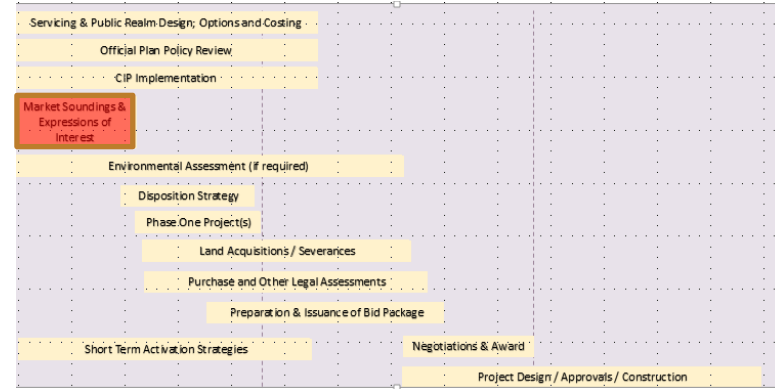 Servicing & Public Realm Design; Options and Costing
Official Plan Policy Review
CIP Implementation
Market Soundings &
Expressions of
Interest
Environmental Assessment (if required)
Disposition Strategy
Phase One Project(s)
Land Acquisitions / Severances
Purchase and Other Legal Assessments
Preparation & Issuance of Bid Package
Short Term Activation Strategies
Negotiations & Award
Project Design / Approvals / Construction